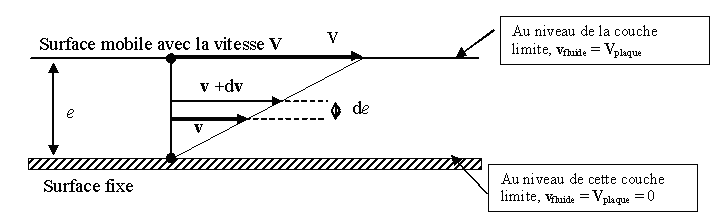 Au niveau de la couche
limite, vfluide = Vplaque
Surface mobile avec la vitesse V
V
v +dv
e
de
v
Surface fixe
Au niveau de cette couche
limite, vfluide = Vplaque = 0